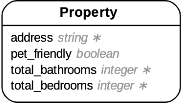 Property
address string *
pet_friendly boolean
total_bathrooms integer *
total_bedrooms integer *